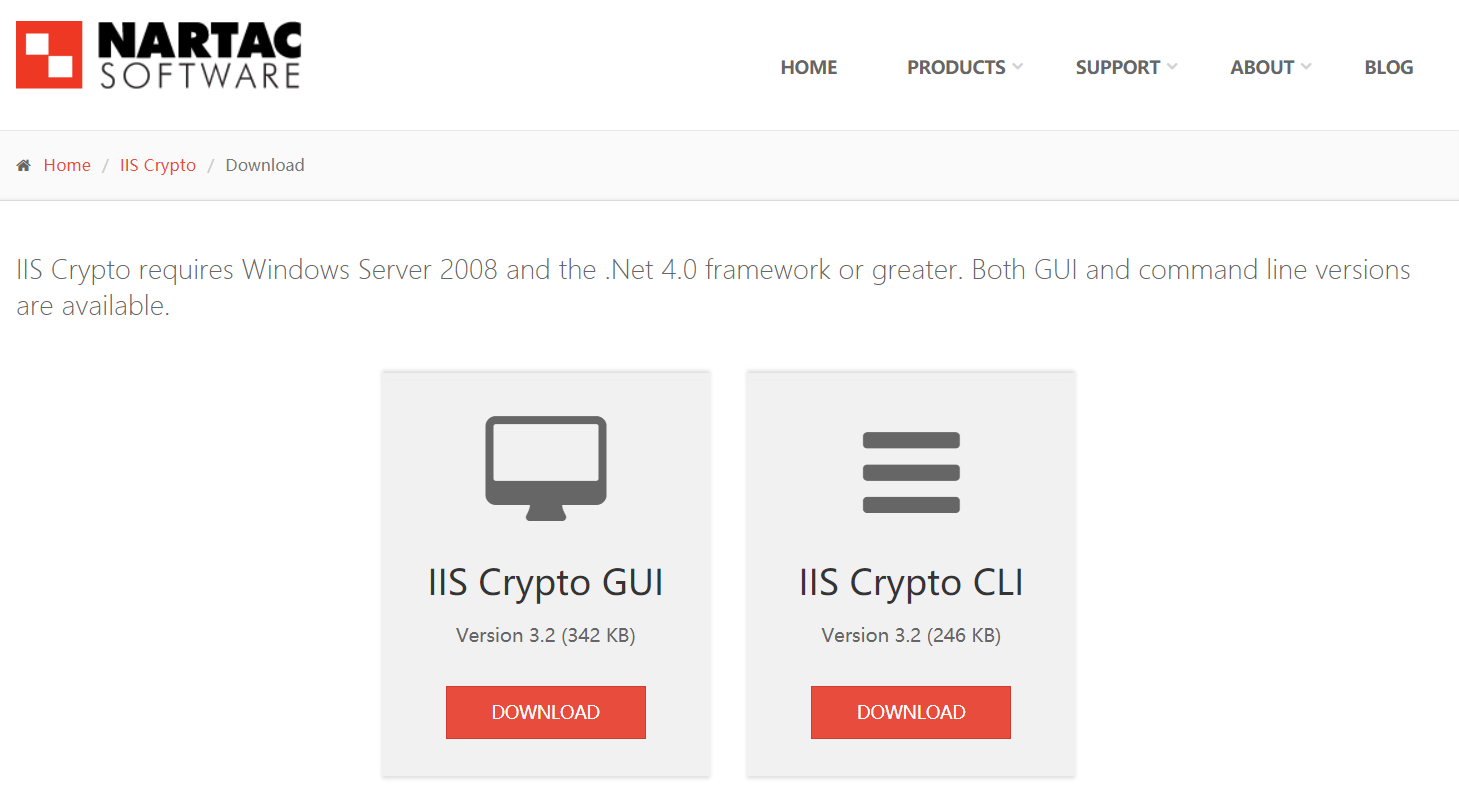 NARTAC
SOFTWARE
HOME PRODUCTS SUPPORT ABOUT BLOG
Home / IIS Crypto / Download
IIS Crypto requires Windows Server 2008 and the .Net 4.0 framework or greater. Both GUI and command line versions
are available.
IIS Crypto GUI
Version 3.2 (342 KB)
DOWNLOAD
IIS Crypto CLI
Version 3.2 (246 KB)
DOWNLOAD